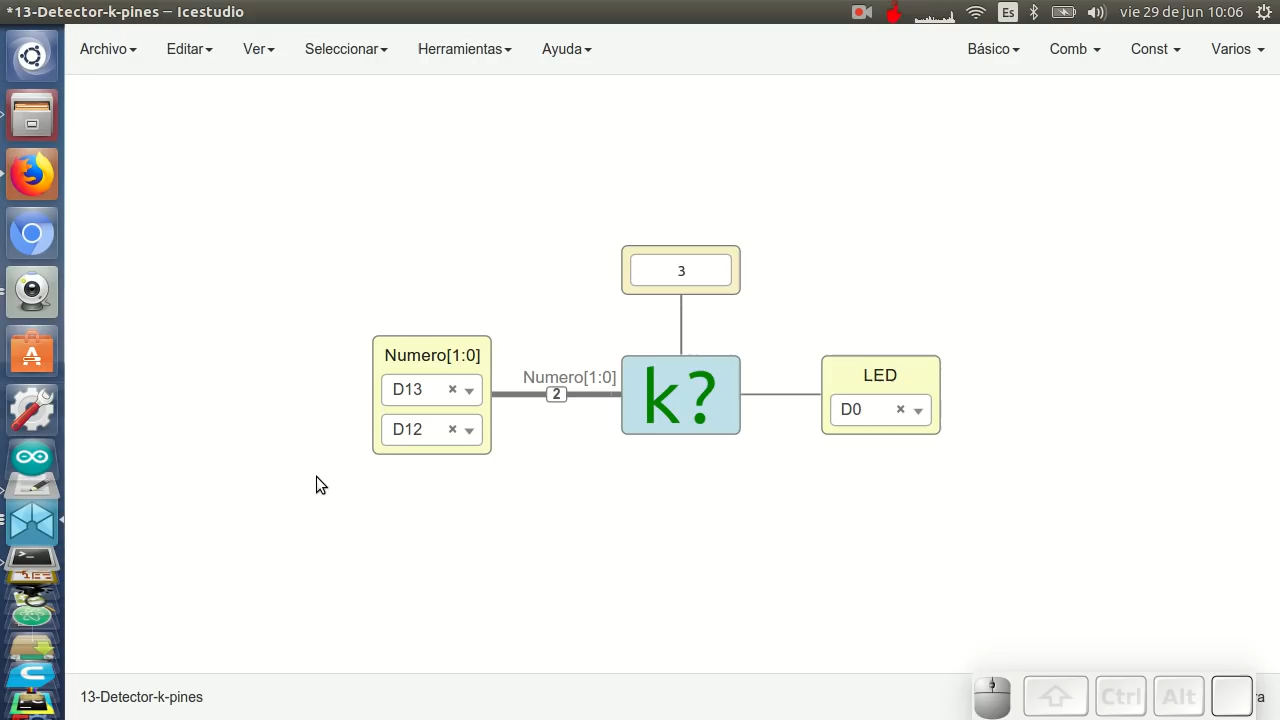 *13-Detector-k-pines — Icestudio
Es
vie 29 de jun 10:06
Archivo
Editar
Ver
Seleccionar
Herramientas
Ayuda
Básico
Comb
Const
Varios
3
Numero[1:0]
D13
D12
Numero[1:0]
2
k?
LED
D0
13-Detector-k-pines
Ctrl
Alt